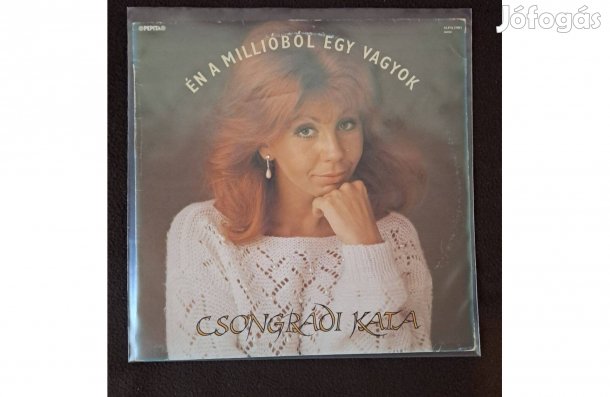 Jófogás
PEPITA
ÉN A MILLIÓBÓL EGY VAGYOK
CSONGRÁDI KATA